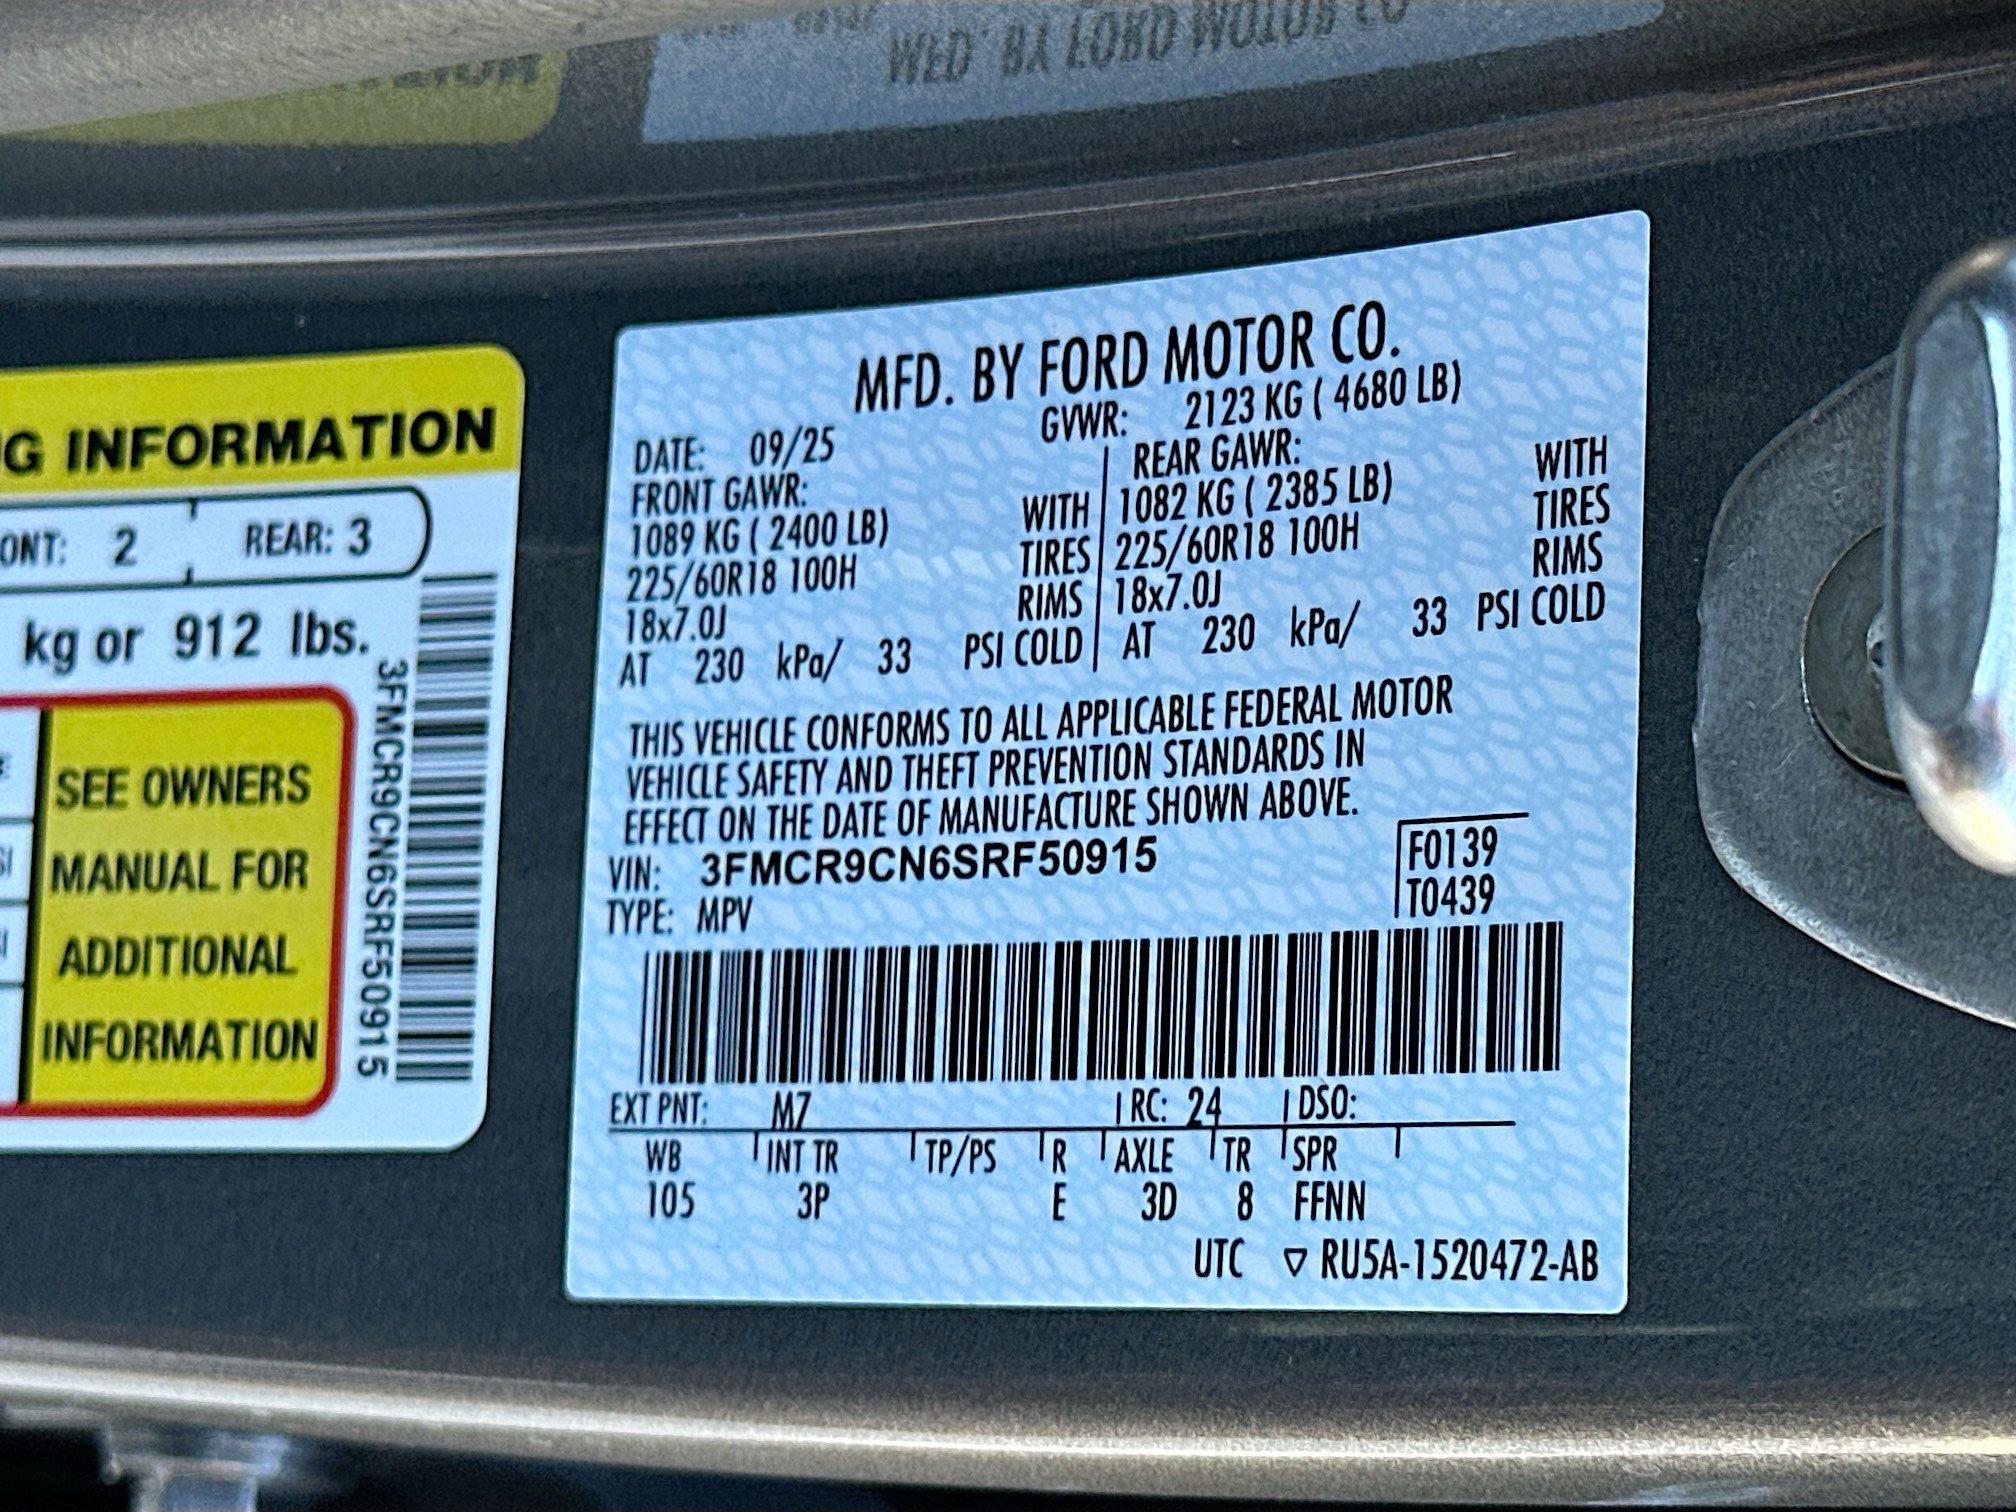 MFD. BY FORD MOTOR CO.
G INFORMATION
ONT: 2 REAR: 3
kg or 912 lbs.
3FMCR9CN6SRF50915
SEE OWNERS
MANUAL FOR
ADDITIONAL
INFORMATION
MFD. BY FORD MOTOR CO.
DATE: 09/25 GVWR: 2123 KG ( 4680 LB)
FRONT GAWR: REAR GAWR:
1089 KG ( 2400 LB) WITH 1082 KG ( 2385 LB) WITH
225/60R18 100H TIRES 225/60R18 100H TIRES
18x7.0J RIMS 18x7.0J RIMS
AT 230 kPa/ 33 PSI COLD AT 230 kPa/ 33 PSI COLD
THIS VEHICLE CONFORMS TO ALL APPLICABLE FEDERAL MOTOR
VEHICLE SAFETY AND THEFT PREVENTION STANDARDS IN
EFFECT ON THE DATE OF MANUFACTURE SHOWN ABOVE.
VIN: 3FMCR9CN6SRF50915 F0139
TYPE: MPV T0439
EXT PNT: M7 RC: 24 DSO:
WB INT TR TP/PS R AXLE TR SPR
105 3P E 3D 8 FFNN
UTC ▽ RU5A-1520472-AB